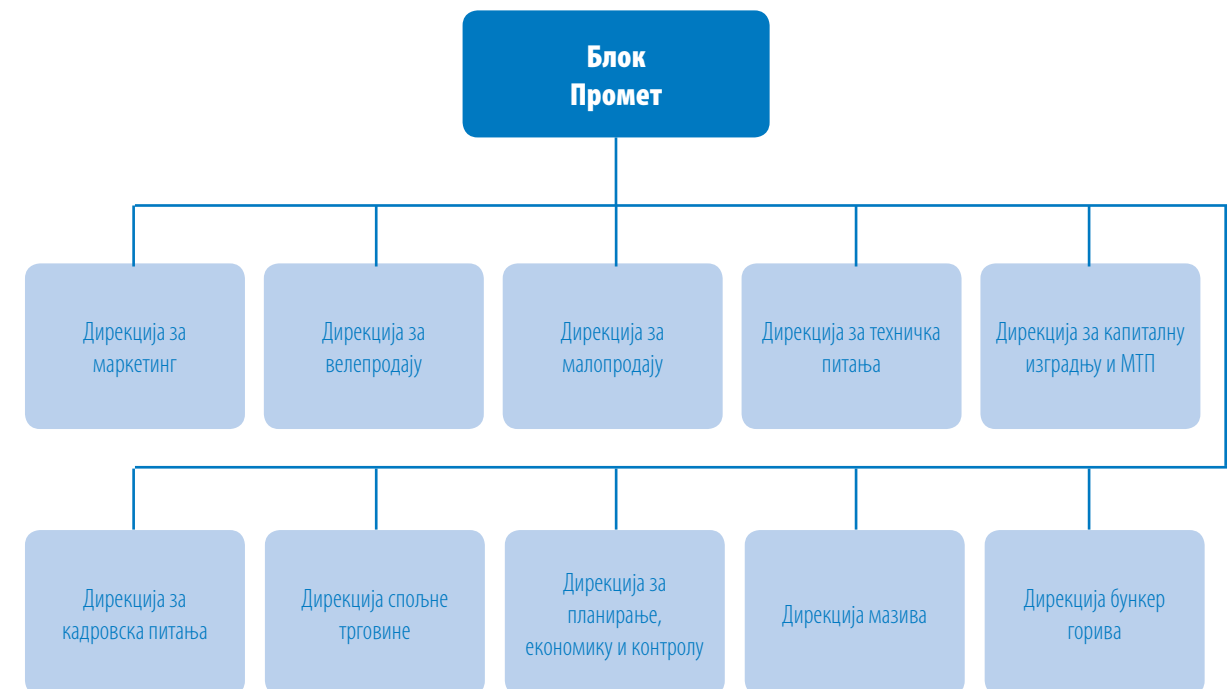 Блок
Промет
Дирекција за
маркетинг
Дирекција за
велепродају
Дирекција за
малопродају
Дирекција за техничка
питања
Дирекција за капиталну
изградњу и МТП
Дирекција за
кадровска питања
Дирекција спољне
трговине
Дирекција за
планирање,
економику и контролу
Дирекција мазива
Дирекција бункер
горива